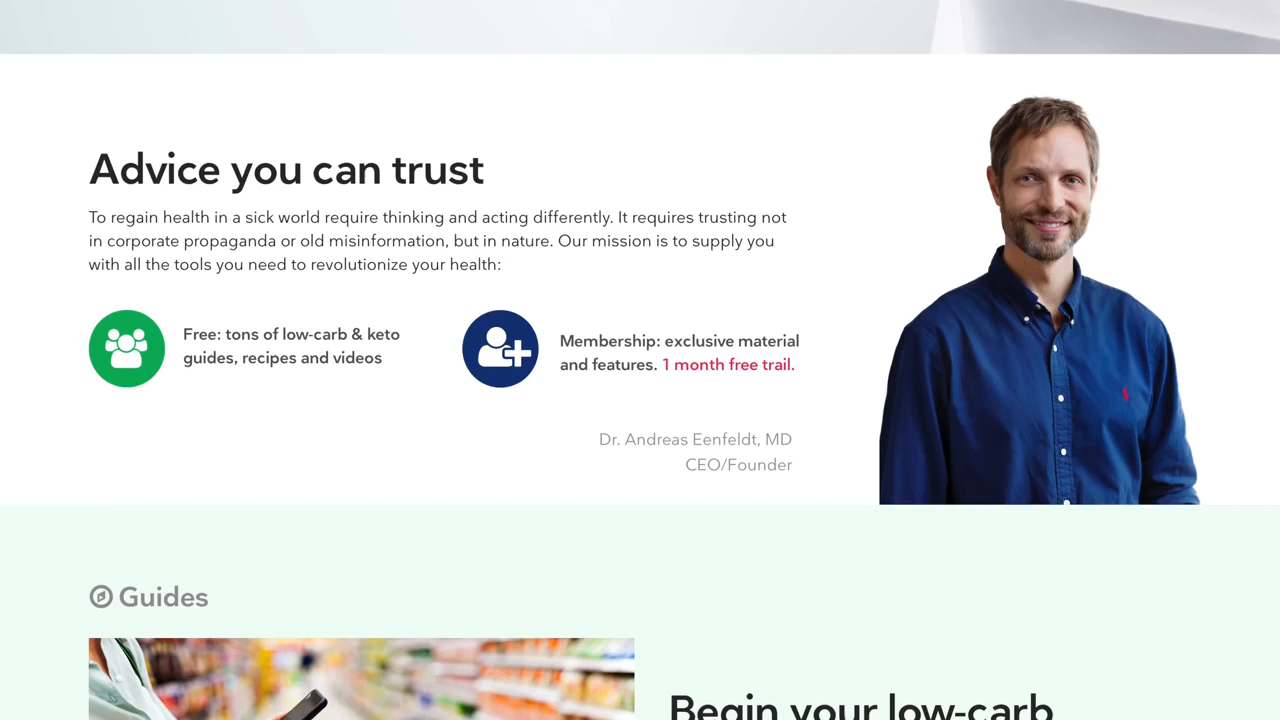 Advice you can trust
To regain health in a sick world require thinking and acting differently. It requires trusting not
in corporate propaganda or old misinformation, but in nature. Our mission is to supply you
with all the tools you need to revolutionize your health:
Free: tons of low-carb & keto
guides, recipes and videos
Membership: exclusive material
and features. 1 month free trail.
Dr. Andreas Eenfeldt, MD
CEO/Founder
Guides
Begin your low-carb